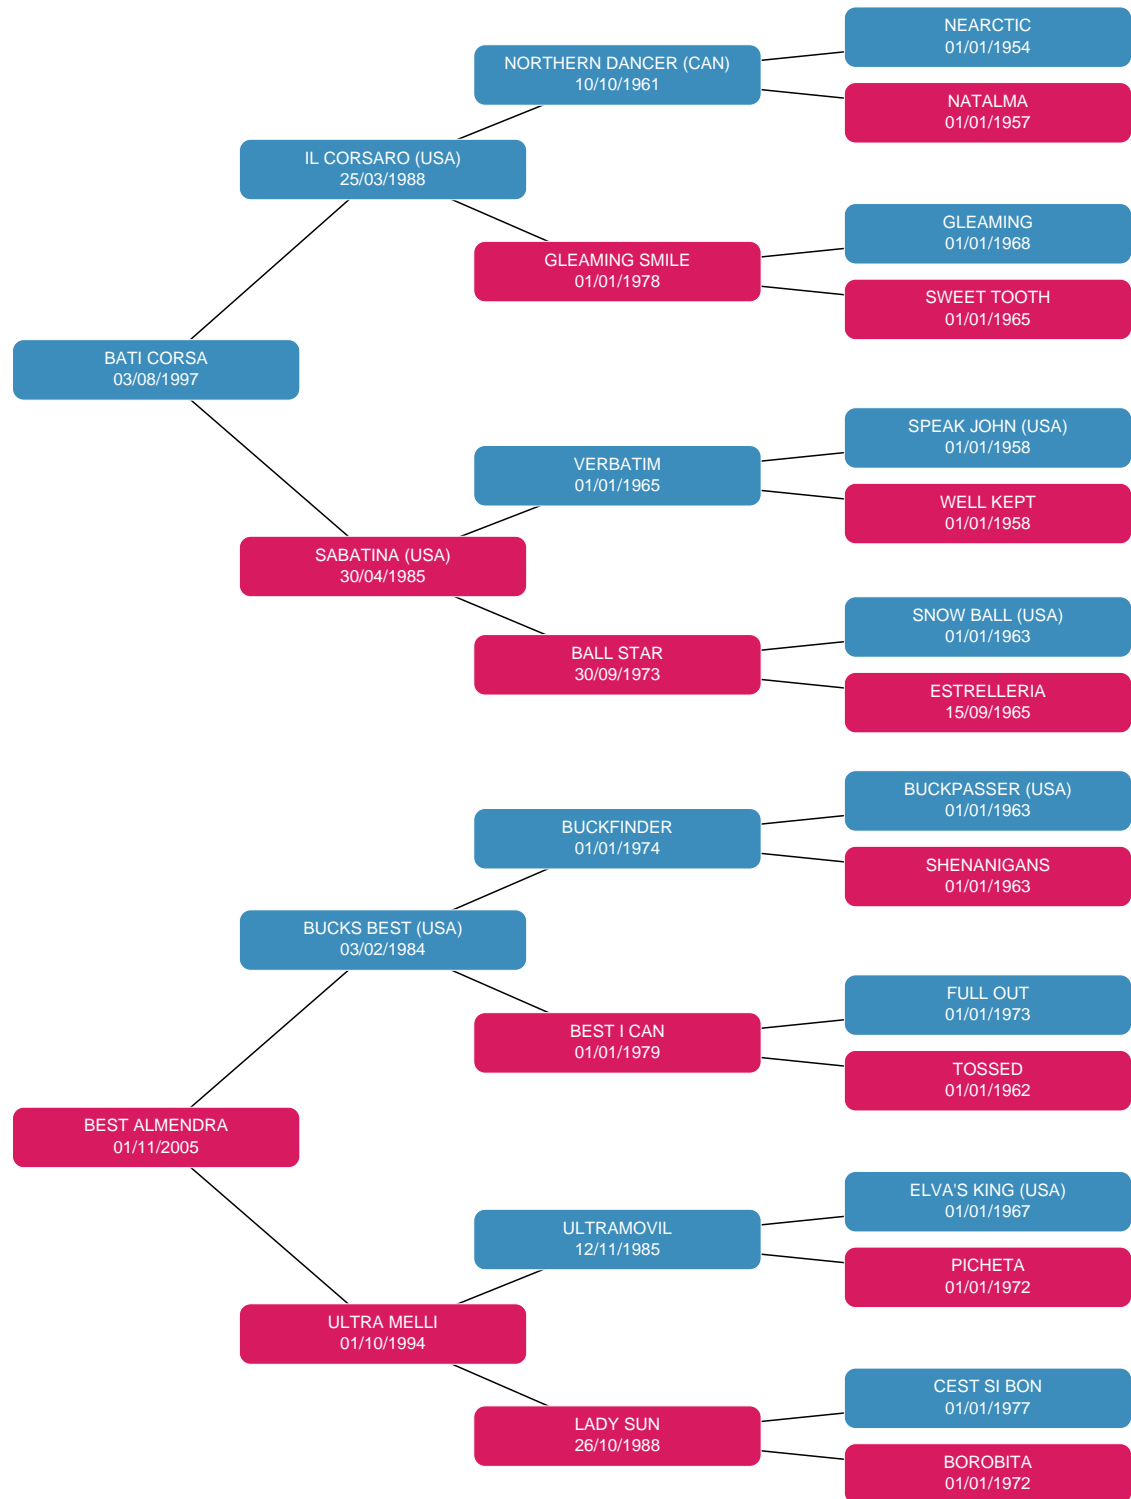 NEARCTIC
01/01/1954
NORTHERN DANCER (CAN)
10/10/1961
NATALMA
01/01/1957
IL CORSARO (USA)
25/03/1988
GLEAMING
01/01/1968
GLEAMING SMILE
01/01/1978
SWEET TOOTH
01/01/1965
BATI CORSA
03/08/1997
SPEAK JOHN (USA)
01/01/1958
VERBATIM
01/01/1965
WELL KEPT
01/01/1958
SABATINA (USA)
30/04/1985
SNOW BALL (USA)
01/01/1963
BALL STAR
30/09/1973
ESTRELLERIA
15/09/1965
BUCKPASSER (USA)
01/01/1963
BUCKFINDER
01/01/1974
SHENANIGANS
01/01/1963
BUCKS BEST (USA)
03/02/1984
FULL OUT
01/01/1973
BEST I CAN
01/01/1979
TOSSED
01/01/1962
BEST ALMENDRA
01/11/2005
ELVA'S KING (USA)
01/01/1967
ULTRAMOVIL
12/11/1985
PICHETA
01/01/1972
ULTRA MELLI
01/10/1994
CEST SI BON
01/01/1977
LADY SUN
26/10/1988
BOROBITA
01/01/1972